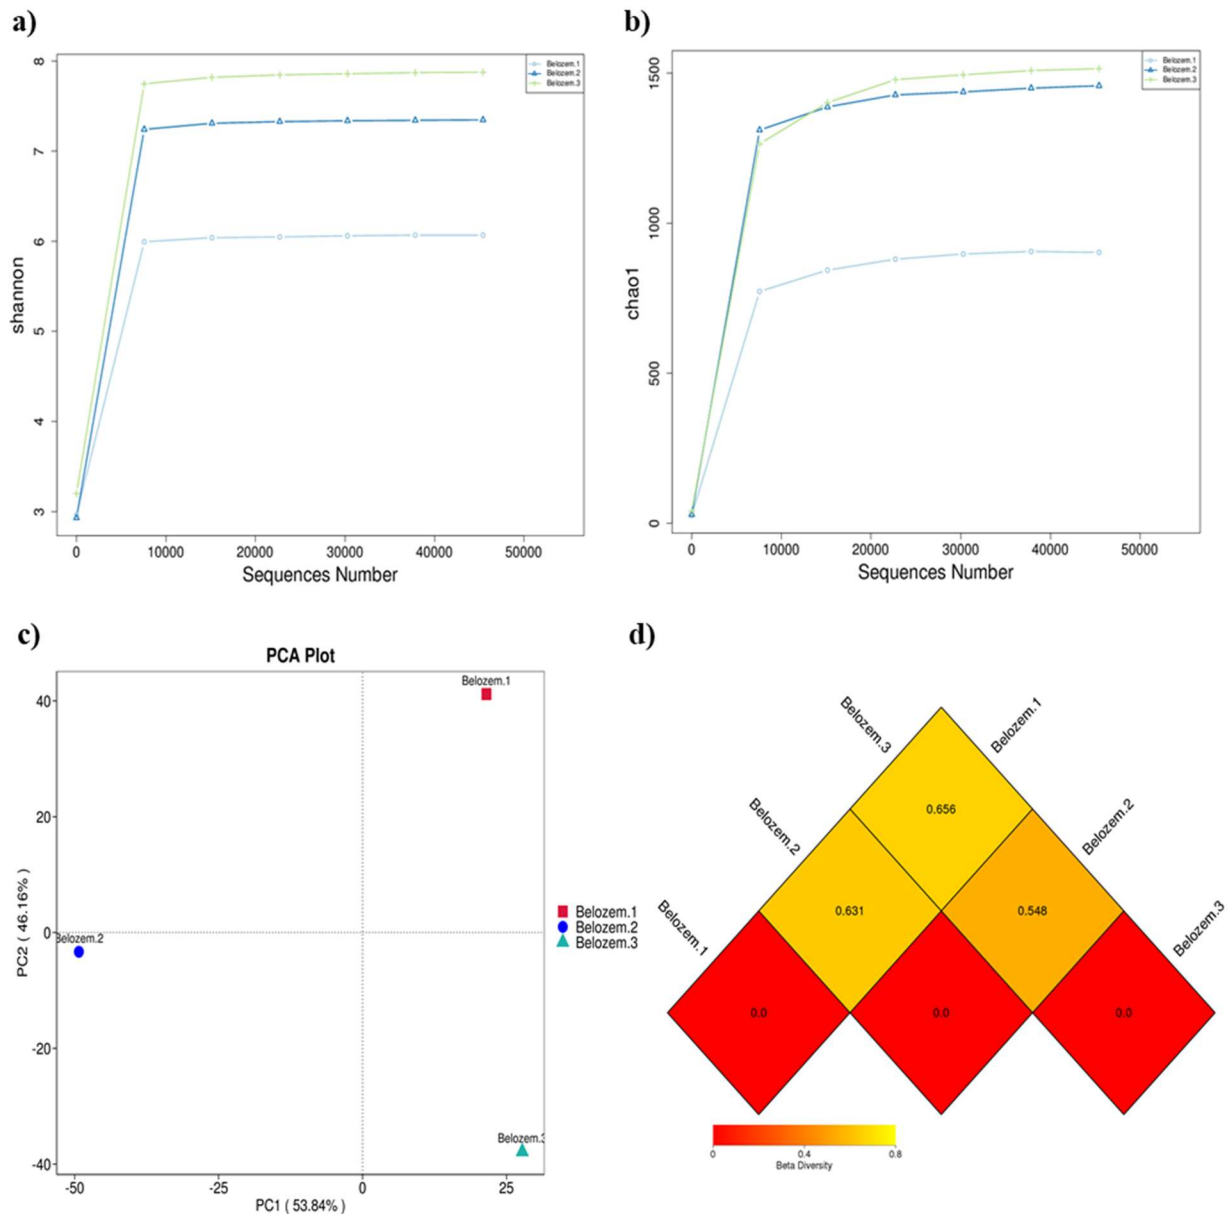 a)
8
7
6
5
4
3
shannon
0 10000 20000 30000 40000 50000
Sequences Number
Belozem.1
Belozem.2
Belozem.3
b)
1500
1000
500
0
chao1
0 10000 20000 30000 40000 50000
Sequences Number
Belozem.1
Belozem.2
Belozem.3
c)
PCA Plot
Belozem.1
Belozem.2
Belozem.3
40
20
0
-20
-40
PC2 ( 46.16% )
-50 -25 0 25
PC1 ( 53.84% )
Belozem.1
Belozem.2
Belozem.3
d)
Belozem.3
Belozem.1
Belozem.2
Belozem.2
Belozem.1
Belozem.3
0.656
0.631
0.548
0.0 0.0 0.0
0 0.4 0.8
Beta Diversity